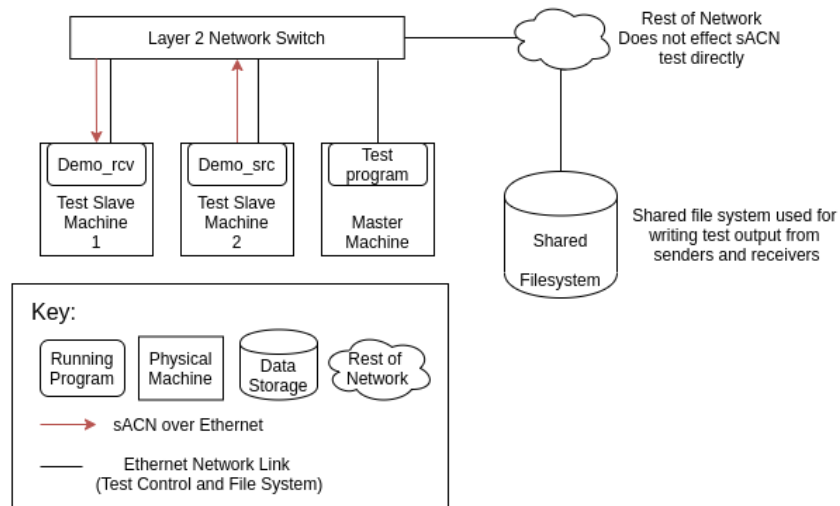 Layer 2 Network Switch
Rest of Network
Does not effect sACN
test directly
Demo_rcv
Test Slave
Machine
1
Demo_src
Test Slave
Machine
2
Test
program
Master
Machine
Shared
Filesystem
Shared file system used for
writing test output from
senders and receivers
Key:
Running
Program
Physical
Machine
Data
Storage
Rest of
Network
sACN over Ethernet
Ethernet Network Link
(Test Control and File System)